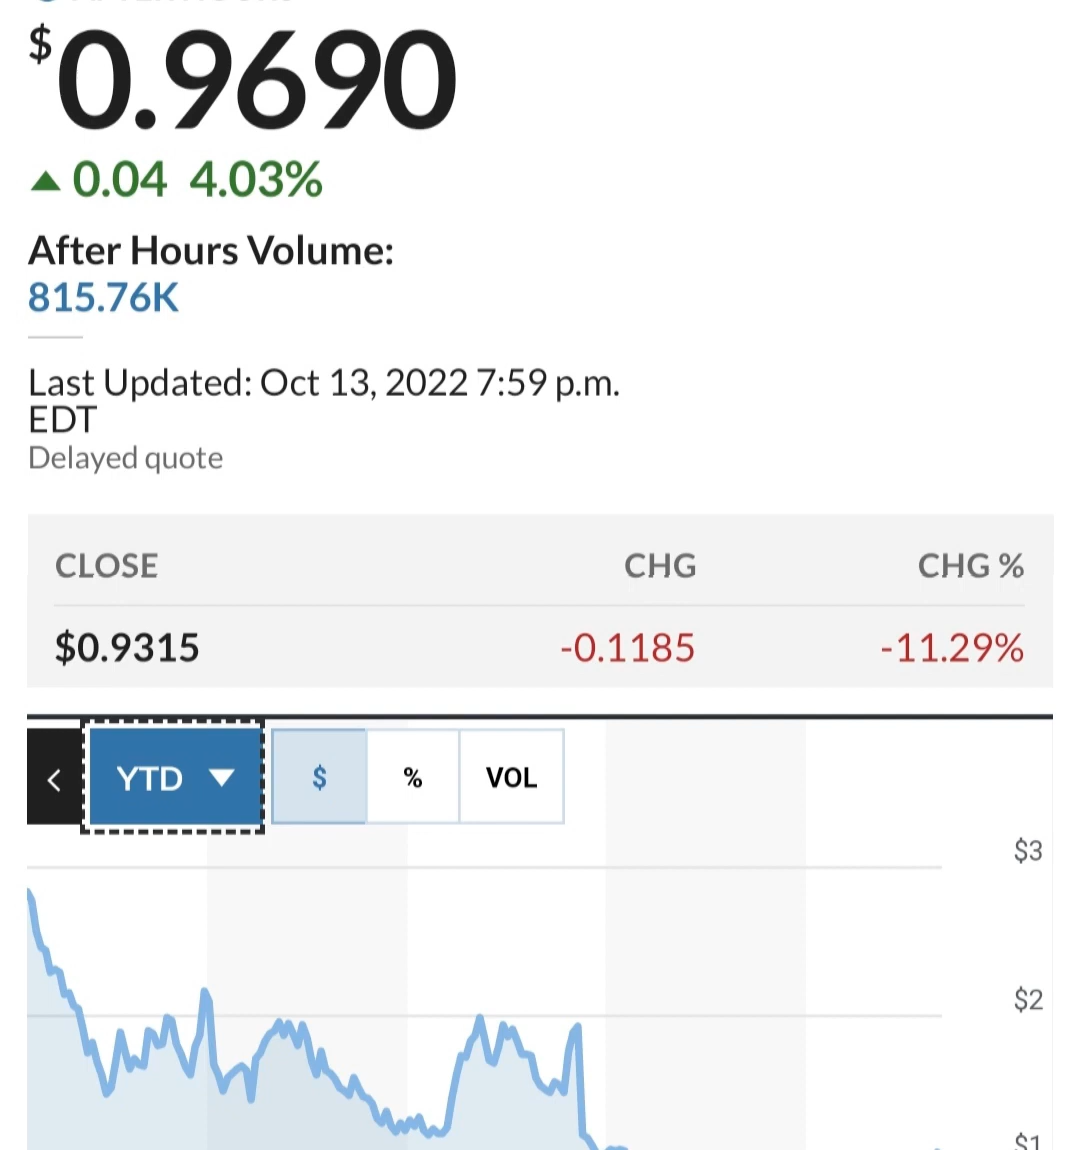 $0.9690
▲ 0.04 4.03%
After Hours Volume:
815.76K
Last Updated: Oct 13, 2022 7:59 p.m.
EDT
Delayed quote
CLOSE CHG CHG %
$0.9315 -0.1185 -11.29%
< YTD ▼ $ % VOL
$3
$2
$1